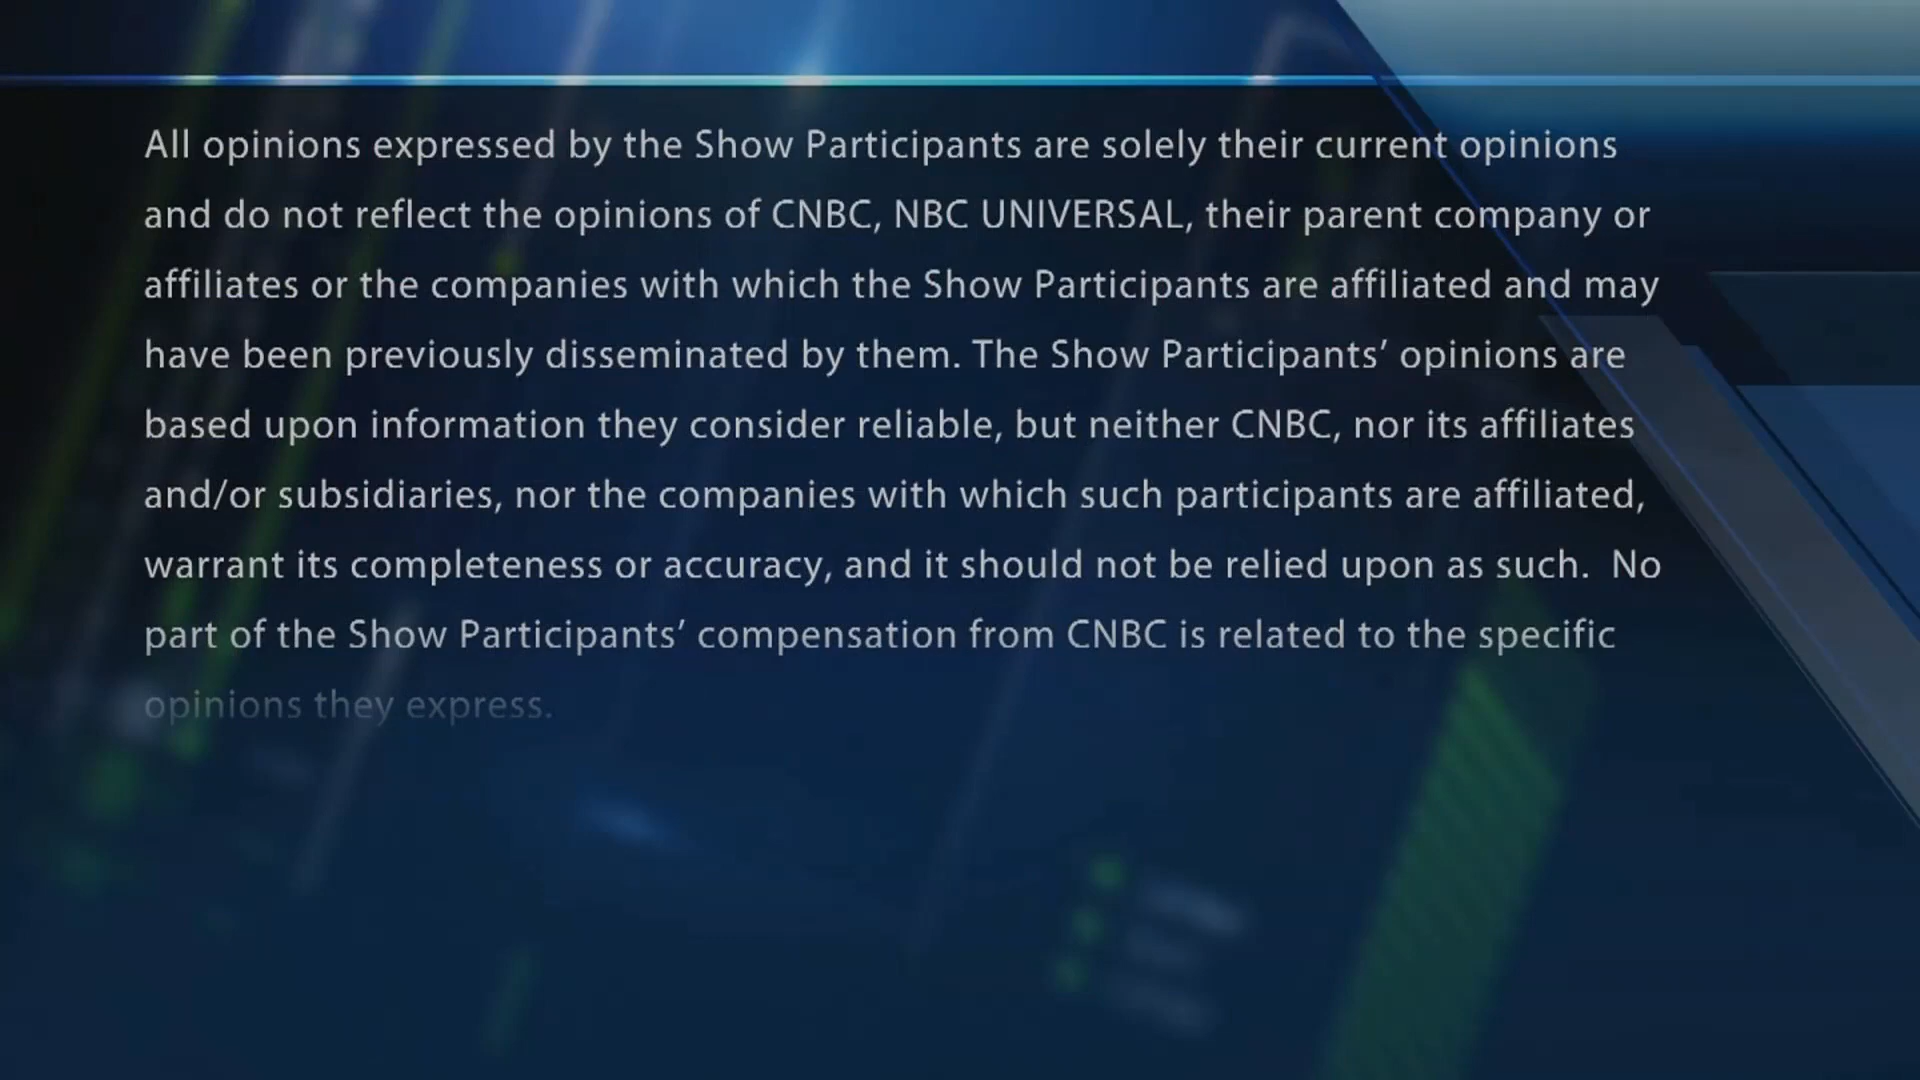 All opinions expressed by the Show Participants are solely their current opinions
and do not reflect the opinions of CNBC, NBC UNIVERSAL, their parent company or
affiliates or the companies with which the Show Participants are affiliated and may
have been previously disseminated by them. The Show Participants’ opinions are
based upon information they consider reliable, but neither CNBC, nor its affiliates
and/or subsidiaries, nor the companies with which such participants are affiliated,
warrant its completeness or accuracy, and it should not be relied upon as such.  No
part of the Show Participants’ compensation from CNBC is related to the specific
opinions they express.